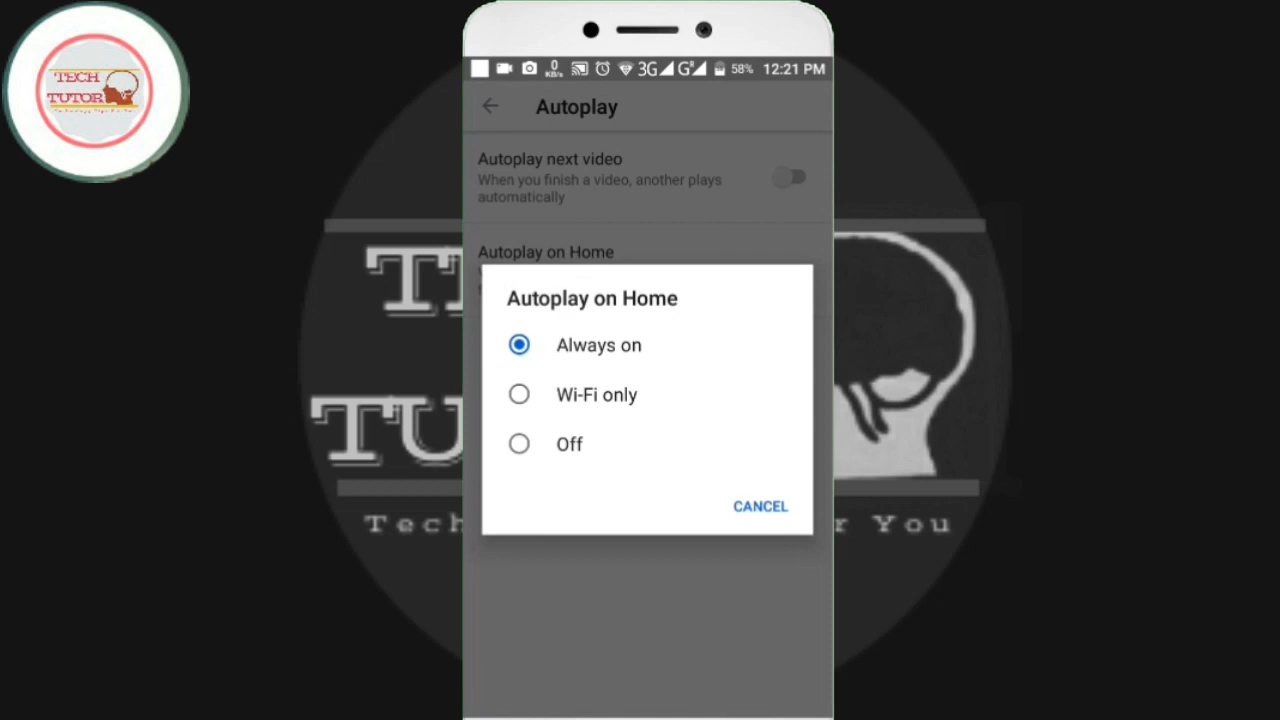 TECH
TUTOR
0
KB/s
3G
G
58%
12:21 PM
Autoplay
Autoplay next video
When you finish a video, another plays
automatically
Autoplay on Home
Autoplay on Home
Always on
Wi-Fi only
Off
CANCEL
TU
Tech
r You